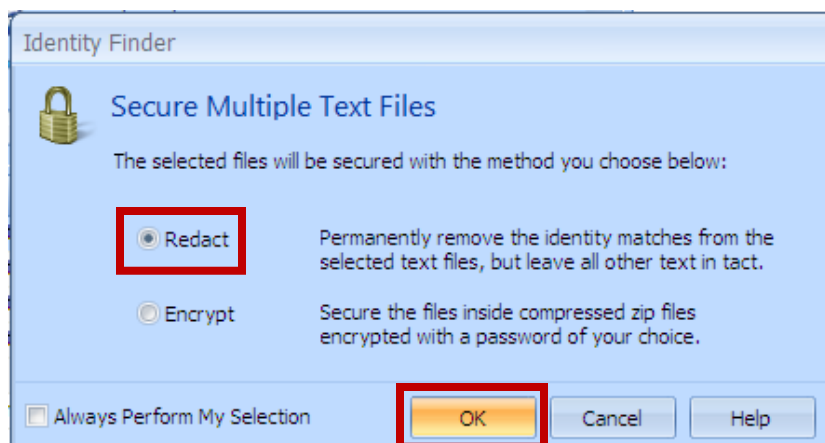 Identity Finder
Secure Multiple Text Files
The selected files will be secured with the method you choose below:
Redact
Permanently remove the identity matches from the
selected text files, but leave all other text in tact.
Encrypt
Secure the files inside compressed zip files
encrypted with a password of your choice.
Always Perform My Selection
OK
Cancel
Help